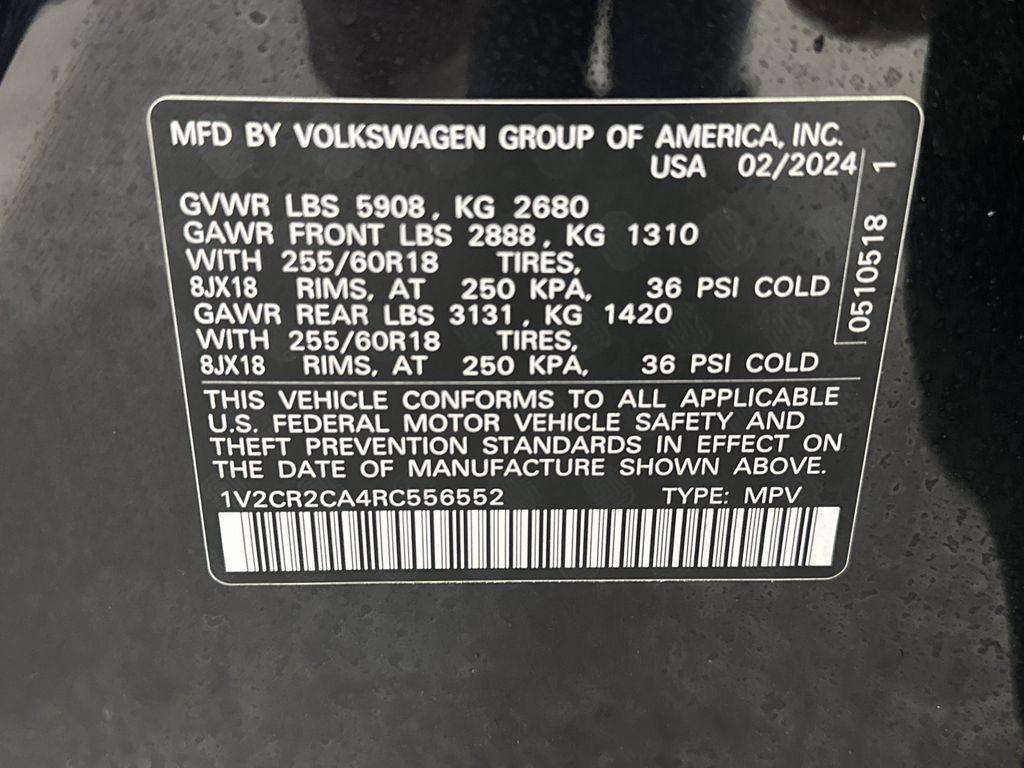 MFD BY VOLKSWAGEN GROUP OF AMERICA, INC.
USA 02/2024
GVWR LBS 5908, KG 2680
GAWR FRONT LBS 2888, KG 1310
WITH 255/60R18 TIRES,
8JX18 RIMS, AT 250 KPA, 36 PSI COLD
GAWR REAR LBS 3131, KG 1420
WITH 255/60R18 TIRES,
8JX18 RIMS, AT 250 KPA, 36 PSI COLD
0510518 1
THIS VEHICLE CONFORMS TO ALL APPLICABLE
U.S. FEDERAL MOTOR VEHICLE SAFETY AND
THEFT PREVENTION STANDARDS IN EFFECT ON
THE DATE OF MANUFACTURE SHOWN ABOVE.
1V2CR2CA4RC556552 TYPE: MPV